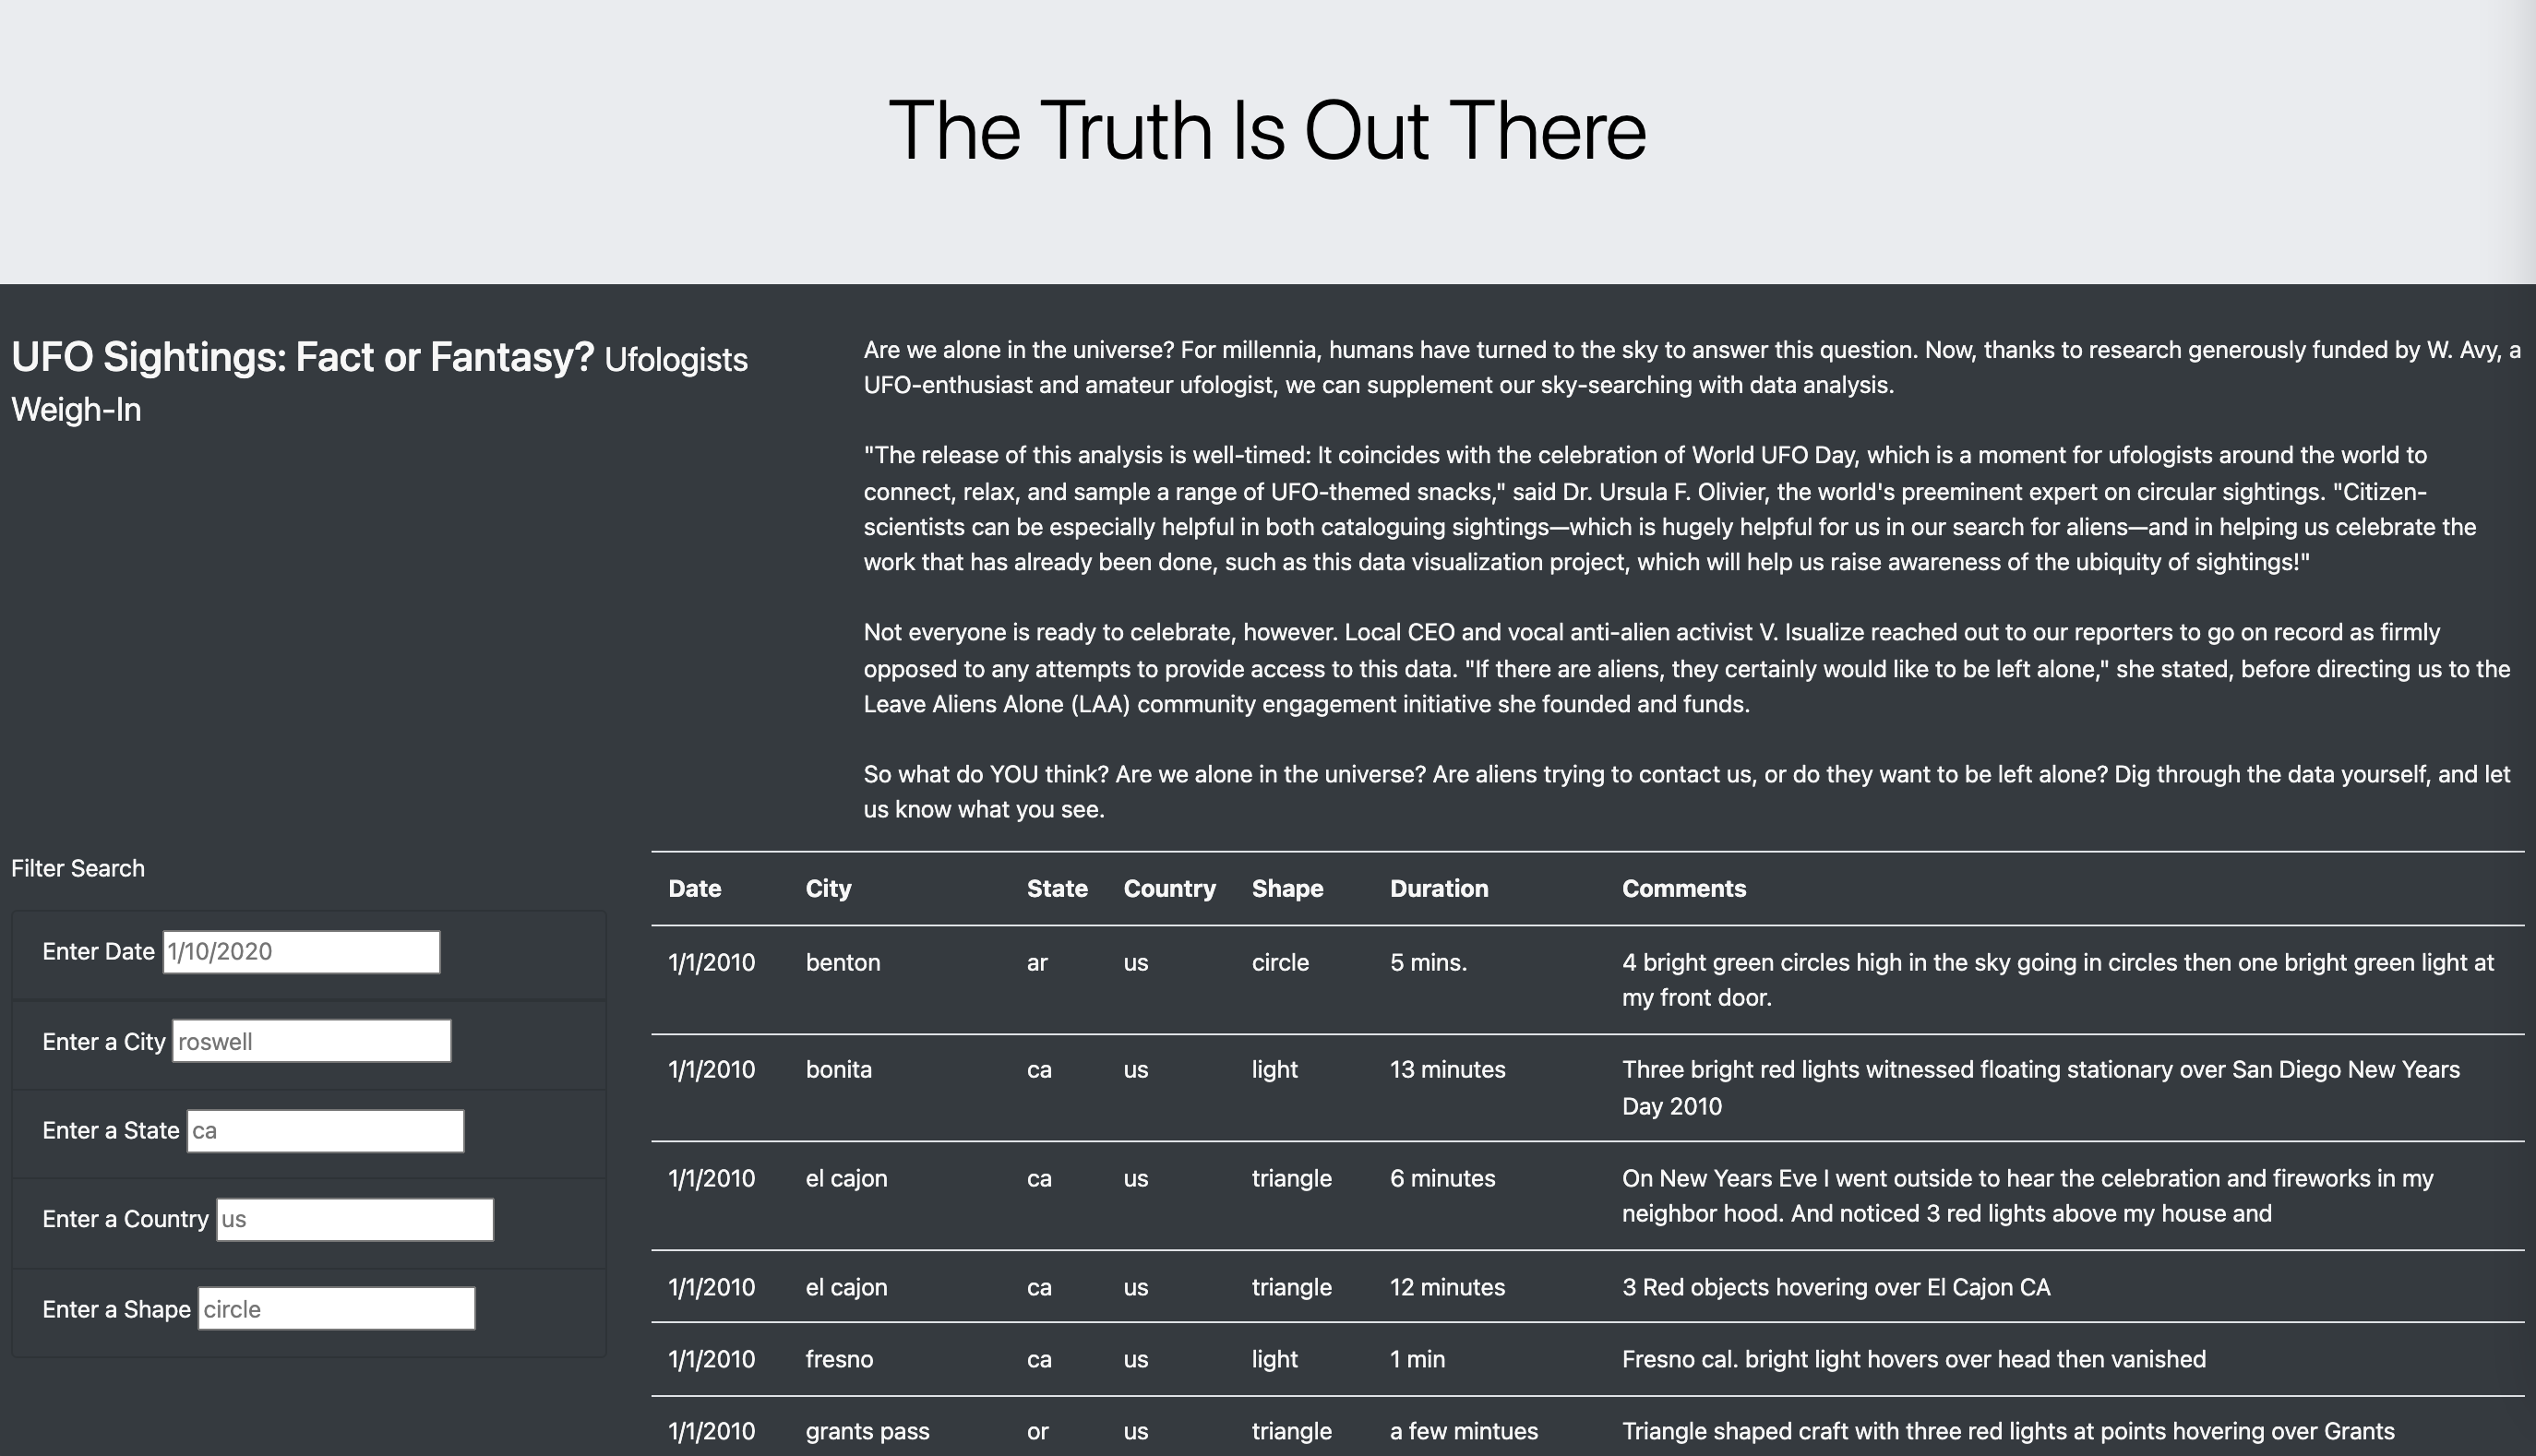 The Truth Is Out There
UFO Sightings: Fact or Fantasy? Ufologists
Weigh-In
Are we alone in the universe? For millennia, humans have turned to the sky to answer this question. Now, thanks to research generously funded by W. Avy, a
UFO-enthusiast and amateur ufologist, we can supplement our sky-searching with data analysis.
"The release of this analysis is well-timed: It coincides with the celebration of World UFO Day, which is a moment for ufologists around the world to
connect, relax, and sample a range of UFO-themed snacks," said Dr. Ursula F. Olivier, the world's preeminent expert on circular sightings. "Citizen-
scientists can be especially helpful in both cataloguing sightings—which is hugely helpful for us in our search for aliens—and in helping us celebrate the
work that has already been done, such as this data visualization project, which will help us raise awareness of the ubiquity of sightings!"
Not everyone is ready to celebrate, however. Local CEO and vocal anti-alien activist V. Isualize reached out to our reporters to go on record as firmly
opposed to any attempts to provide access to this data. "If there are aliens, they certainly would like to be left alone," she stated, before directing us to the
Leave Aliens Alone (LAA) community engagement initiative she founded and funds.
So what do YOU think? Are we alone in the universe? Are aliens trying to contact us, or do they want to be left alone? Dig through the data yourself, and let
us know what you see.
Filter Search
Enter Date 1/10/2020
Enter a City roswell
Enter a State ca
Enter a Country us
Enter a Shape circle
Date City State Country Shape Duration Comments
1/1/2010 benton ar us circle 5 mins. 4 bright green circles high in the sky going in circles then one bright green light at
my front door.
1/1/2010 bonita ca us light 13 minutes Three bright red lights witnessed floating stationary over San Diego New Years
Day 2010
1/1/2010 el cajon ca us triangle 6 minutes On New Years Eve I went outside to hear the celebration and fireworks in my
neighbor hood. And noticed 3 red lights above my house and
1/1/2010 el cajon ca us triangle 12 minutes 3 Red objects hovering over El Cajon CA
1/1/2010 fresno ca us light 1 min Fresno cal. bright light hovers over head then vanished
1/1/2010 grants pass or us triangle a few mintues Triangle shaped craft with three red lights at points hovering over Grants